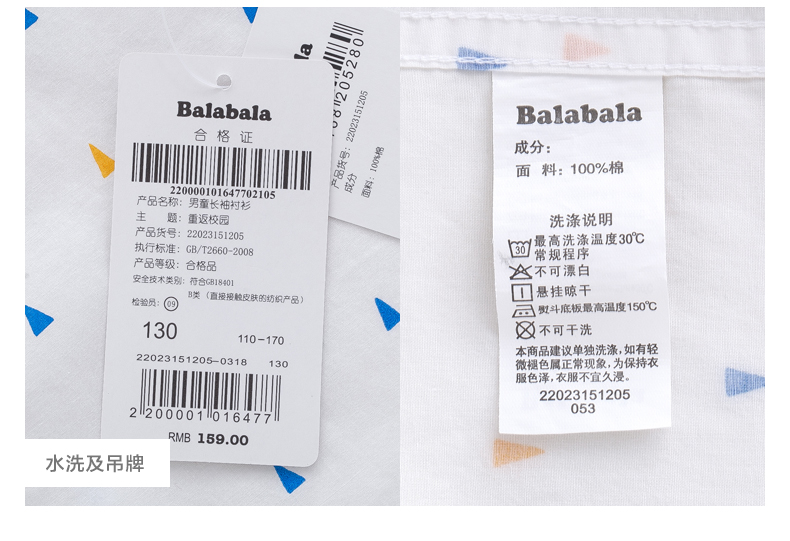 Balabala
合格证
220000101647702105
产品名称: 男童长袖衬衫
主 题: 重返校园
产品货号: 22023151205
执行标准: GB/T2660-2008
产品等级: 合格品
安全技术类别: 符合GB18401
B类 (直接接触皮肤的纺织产品)
检验员: 09
130
110-170
22023151205-0318 130
2 200001 016477
RMB 159.00
205280
产品货号: 22023151205
成分
面料: 100%棉
Balabala
成分:
面 料: 100%棉
洗涤说明
30 最高洗涤温度30℃
常规程序
不可漂白
悬挂晾干
熨斗底板最高温度150℃
不可干洗
本商品建议单独洗涤, 如有轻
微褪色属正常现象, 为保持衣
服色泽, 衣服不宜久浸。
22023151205
053
水洗及吊牌